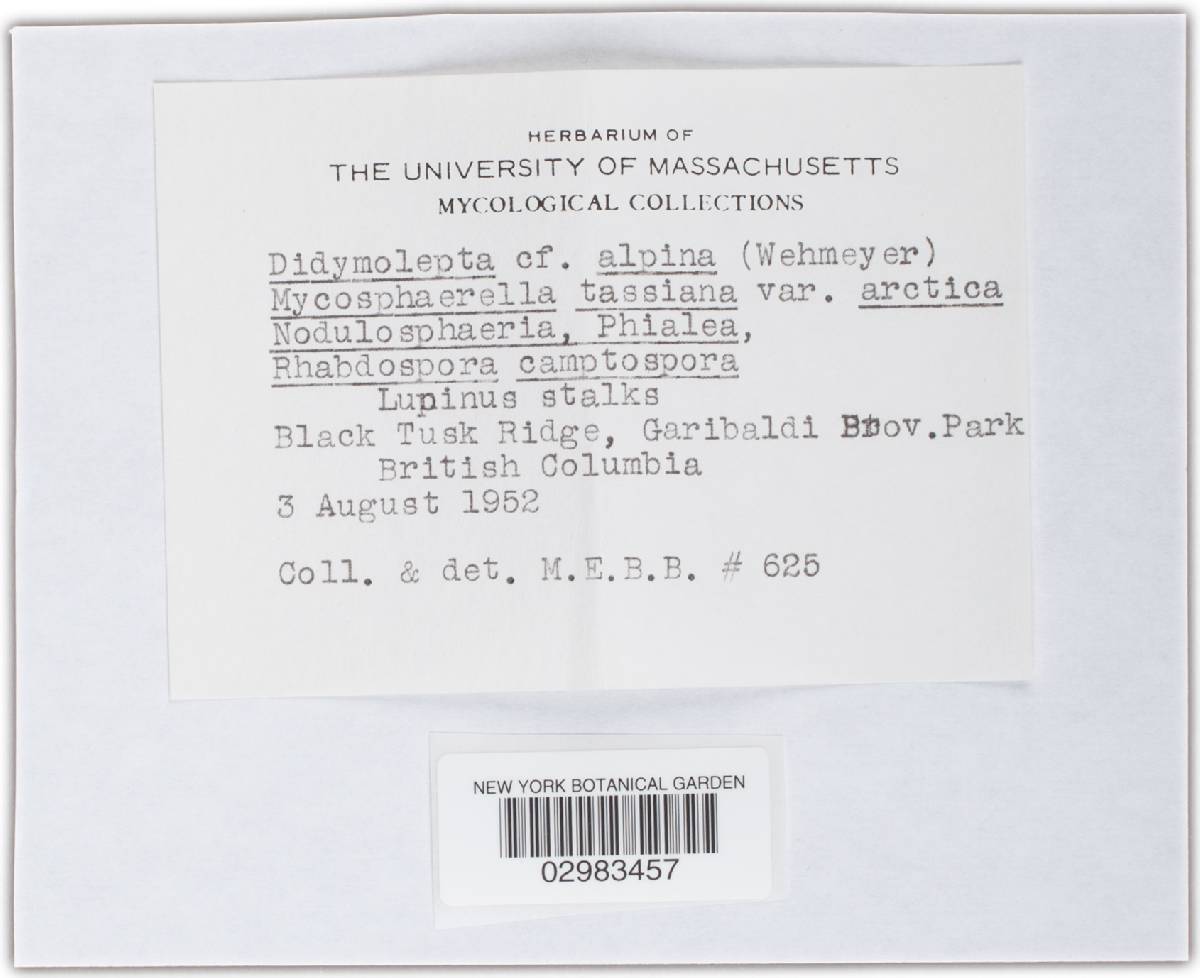 HERBARIUM OF
THE UNIVERSITY OF MASSACHUSETTS
MYCOLOGICAL COLLECTIONS
Didymolepta cf. alpina (Wehmeyer)
Mycosphaerella tassiana var. arctica
Nodulosphaeria, Phialea,
Rhabdospora camptospora
Lupinus stalks
Black Tusk Ridge, Garibaldi Prov.Park
British Columbia
3 August 1952
Coll. & det. M.E.B.B. # 625
NEW YORK BOTANICAL GARDEN
02983457